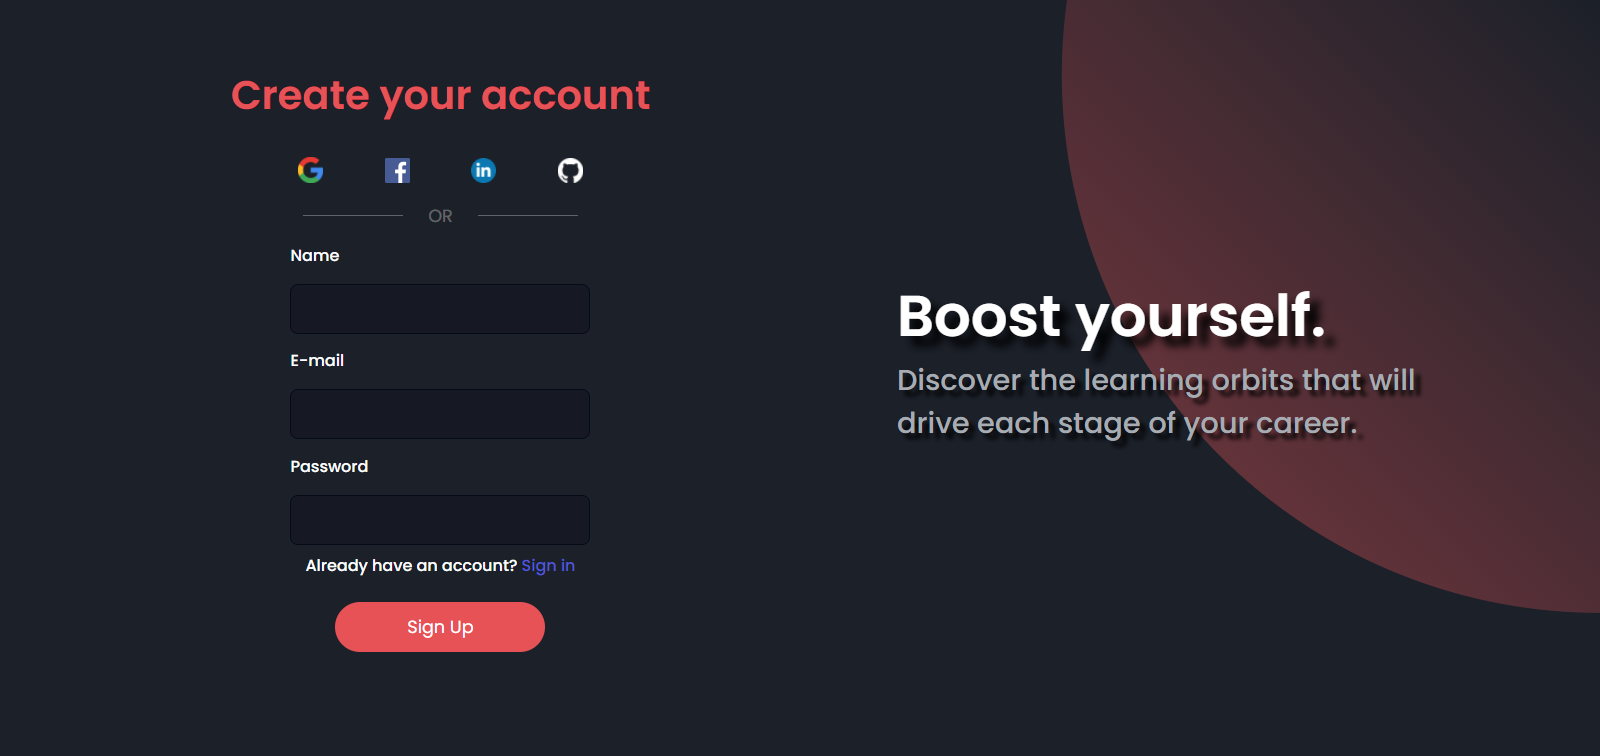 Create your account
OR
Name
E-mail
Password
Already have an account? Sign in
Sign Up
Boost yourself.
Discover the learning orbits that will
drive each stage of your career.